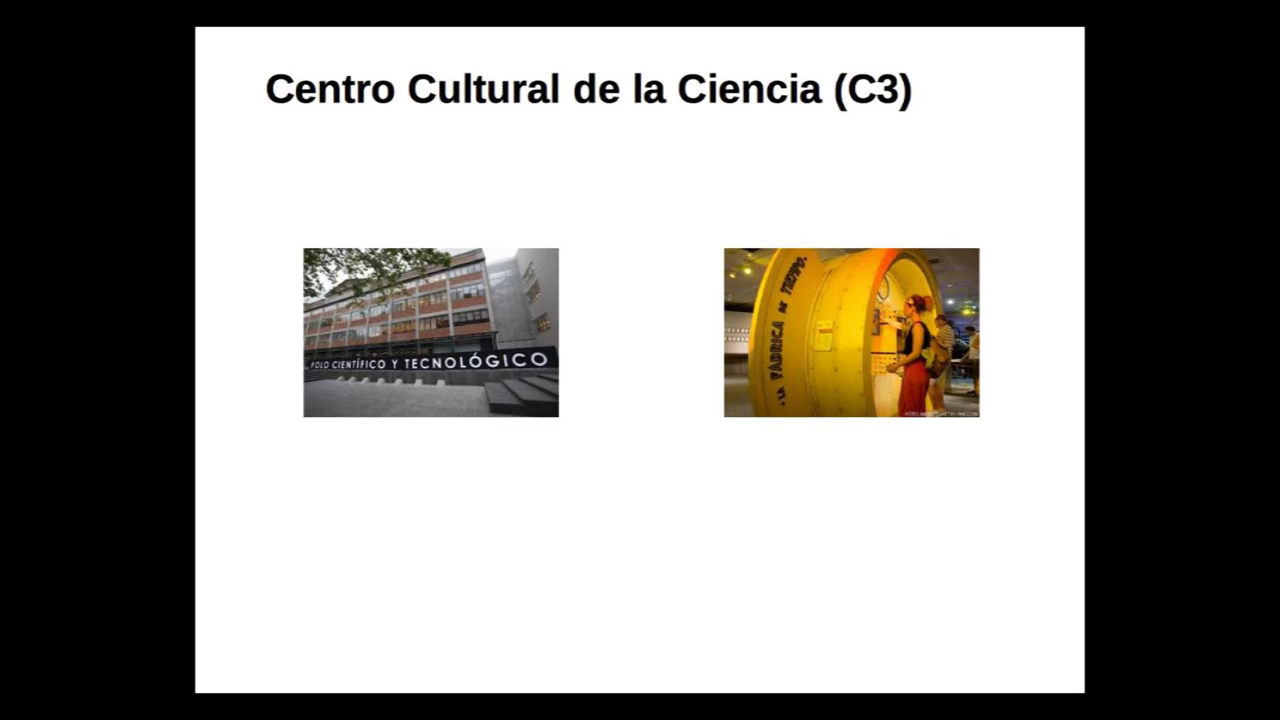 Centro Cultural de la Ciencia (C3)
POLO CIENTÍFICO Y TECNOLÓGICO
LA FÁBRICA DE TIEMPO